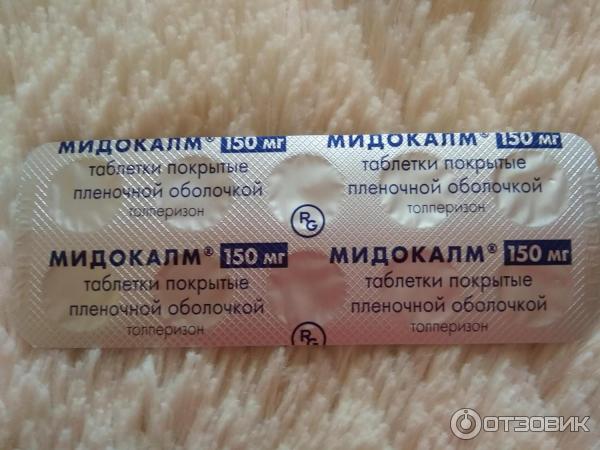 МИДОКАЛМ® 150 мг
таблетки покрытые
пленочной оболочкой
толперизон
МИДОКАЛМ® 150 мг
таблетки покрытые
пленочной оболочкой
толперизон
RG
МИДОКАЛМ® 150 мг
таблетки покрытые
пленочной оболочкой
толперизон
МИДОКАЛМ® 150 мг
таблетки покрытые
пленочной оболочкой
толперизон
RG
ОТЗОВИК